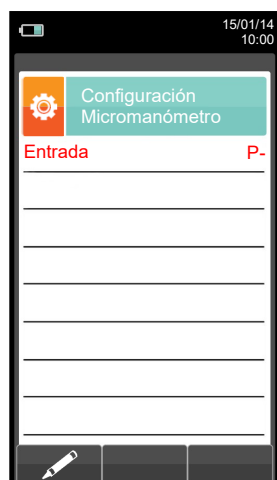 15/01/14
10:00
Configuración
Micromanómetro
Entrada P-